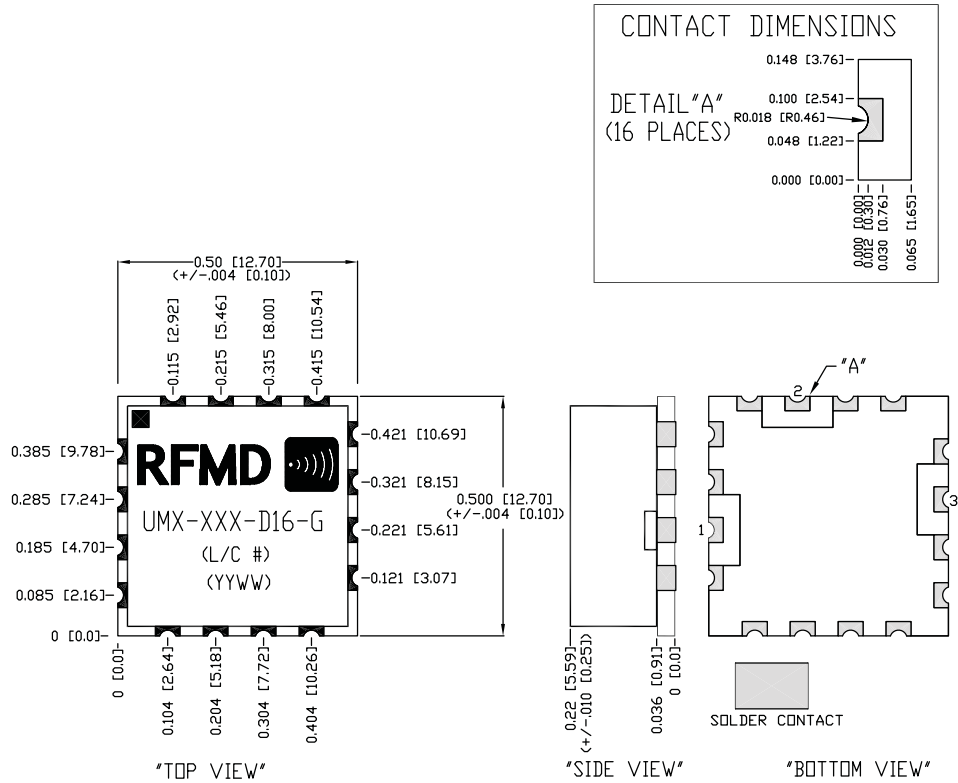 CONTACT DIMENSIONS
0.148 [3.76]
0.100 [2.54]
DETAIL"A"
(16 PLACES)
R0.018 [R0.46]
0.048 [1.22]
0.000 [0.00]
0.000 [0.00]
0.012 [0.30]
0.030 [0.76]
0.065 [1.65]
0.50 [12.70]
(+/-.004 [0.10])
0.115 [2.92]
0.215 [5.46]
0.315 [8.00]
0.415 [10.54]
0.385 [9.78]
0.285 [7.24]
0.185 [4.70]
0.085 [2.16]
0 [0.0]
RFMD
UMX-XXX-D16-G
(L/C #)
(YYWW)
0.421 [10.69]
0.321 [8.15]
0.221 [5.61]
0.121 [3.07]
0.500 [12.70]
(+/-.004 [0.10])
0 [0.0]
0.104 [2.64]
0.204 [5.18]
0.304 [7.72]
0.404 [10.26]
"TOP VIEW"
0.22 [5.59]
(+/-.010 [0.25])
0.036 [0.91]
0 [0.0]
"SIDE VIEW"
"A"
2
1
3
SOLDER CONTACT
"BOTTOM VIEW"